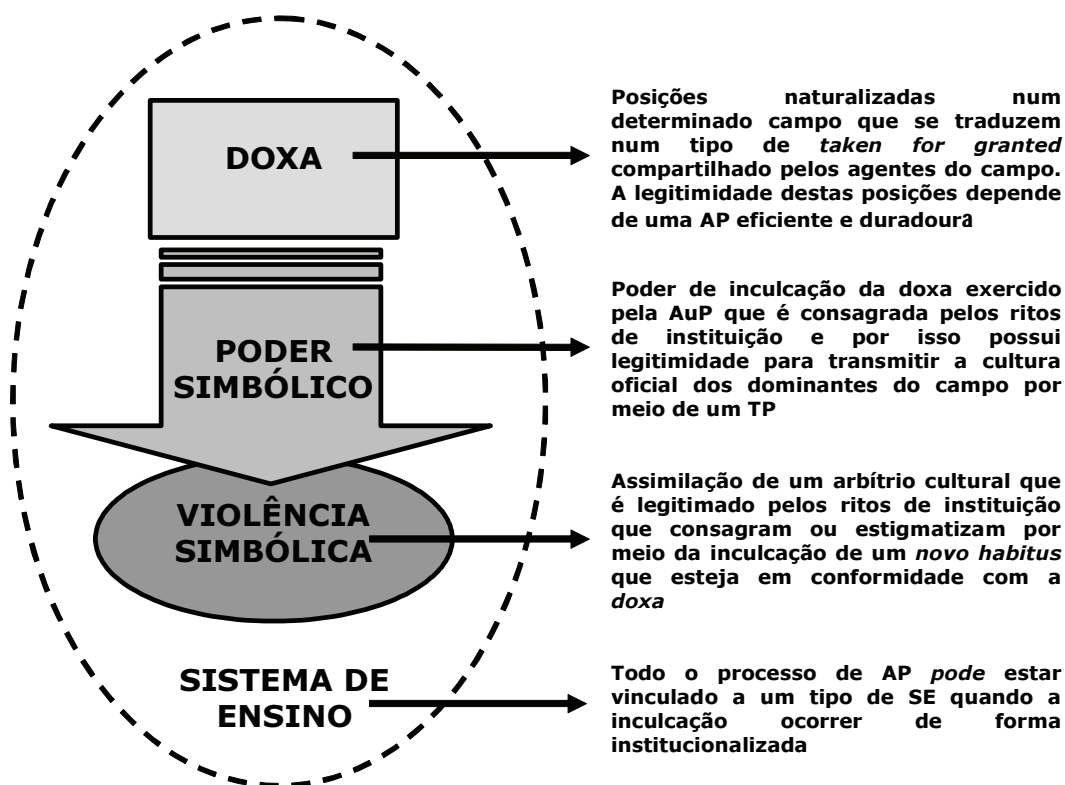 DOXA
Posições naturalizadas num
determinado campo que se traduzem
num tipo de taken for granted
compartilhado pelos agentes do campo.
A legitimidade destas posições depende
de uma AP eficiente e duradoura
PODER
SIMBÓLICO
Poder de inculcação da doxa exercido
pela AuP que é consagrada pelos ritos
de instituição e por isso possui
legitimidade para transmitir a cultura
oficial dos dominantes do campo por
meio de um TP
VIOLÊNCIA
SIMBÓLICA
Assimilação de um arbítrio cultural que
é legitimado pelos ritos de instituição
que consagram ou estigmatizam por
meio da inculcação de um novo habitus
que esteja em conformidade com a
doxa
SISTEMA DE
ENSINO
Todo o processo de AP pode estar
vinculado a um tipo de SE quando a
inculcação ocorrer de forma
institucionalizada